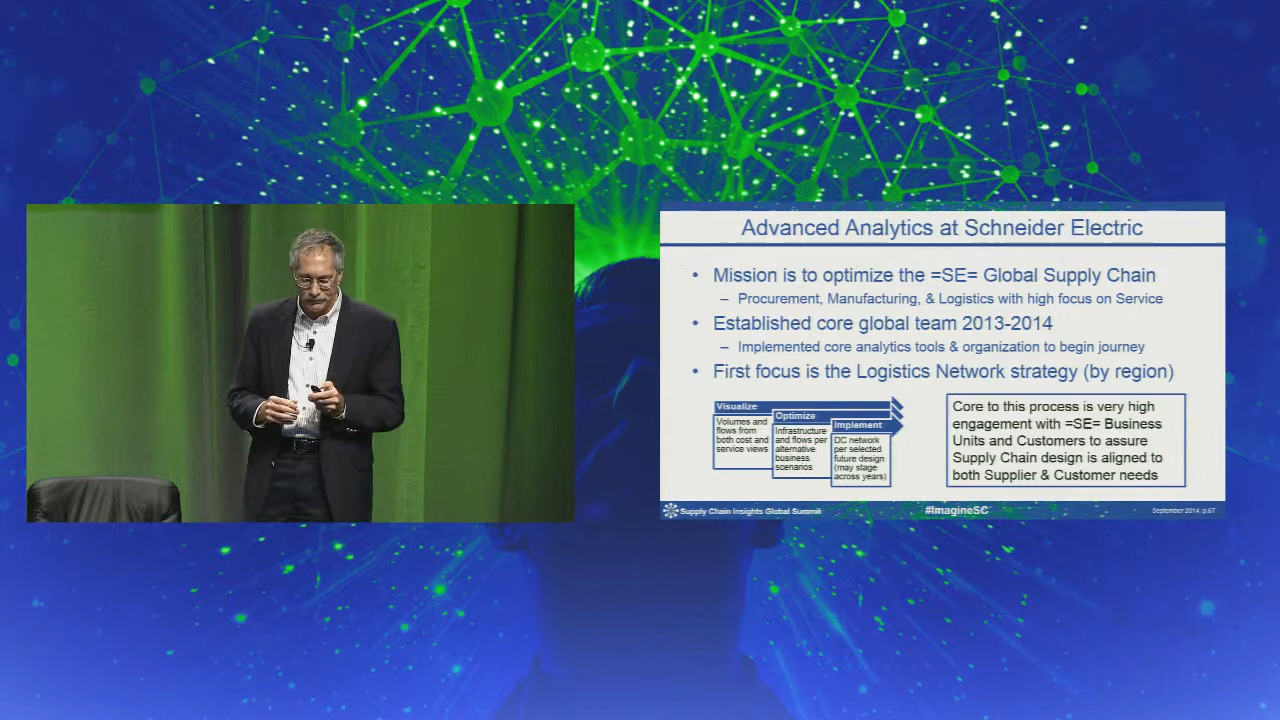 Advanced Analytics at Schneider Electric
• Mission is to optimize the =SE= Global Supply Chain
– Procurement, Manufacturing, & Logistics with high focus on Service
• Established core global team 2013-2014
– Implemented core analytics tools & organization to begin journey
• First focus is the Logistics Network strategy (by region)
Visualize
Volumes and
flows from
both cost and
service views
Optimize
Infrastructure
and flows per
alternative
business
scenarios
Implement
DC network
per selected
future design
(may stage
across years)
Core to this process is very high
engagement with =SE= Business
Units and Customers to assure
Supply Chain design is aligned to
both Supplier & Customer needs
Supply Chain Insights Global Summit
#ImagineSC
September 2014, p.67